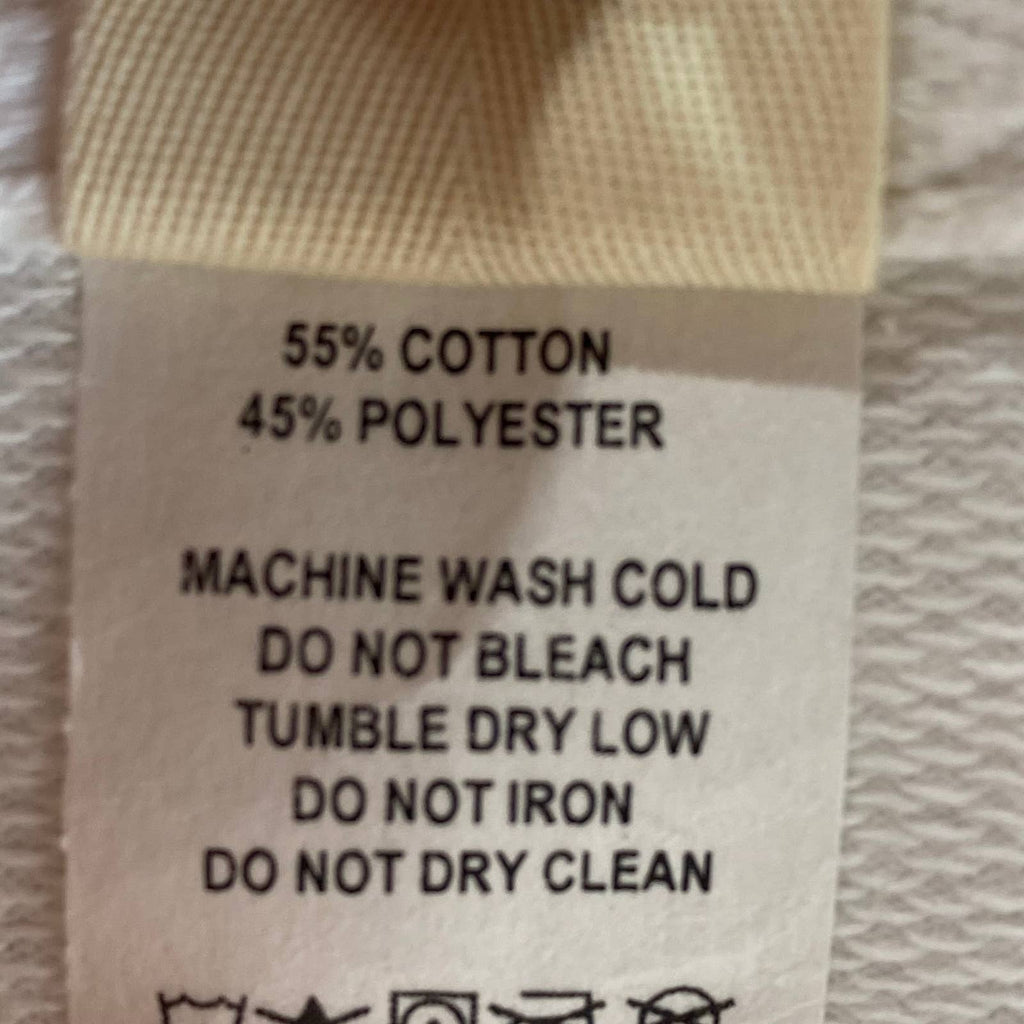 55% COTTON
45% POLYESTER
MACHINE WASH COLD
DO NOT BLEACH
TUMBLE DRY LOW
DO NOT IRON
DO NOT DRY CLEAN